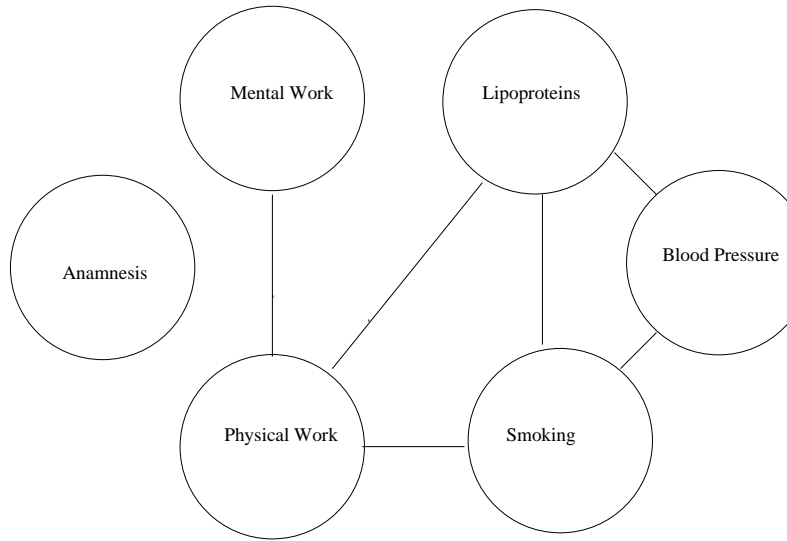 Mental Work
Lipoproteins
Anamnesis
Blood Pressure
Physical Work
Smoking